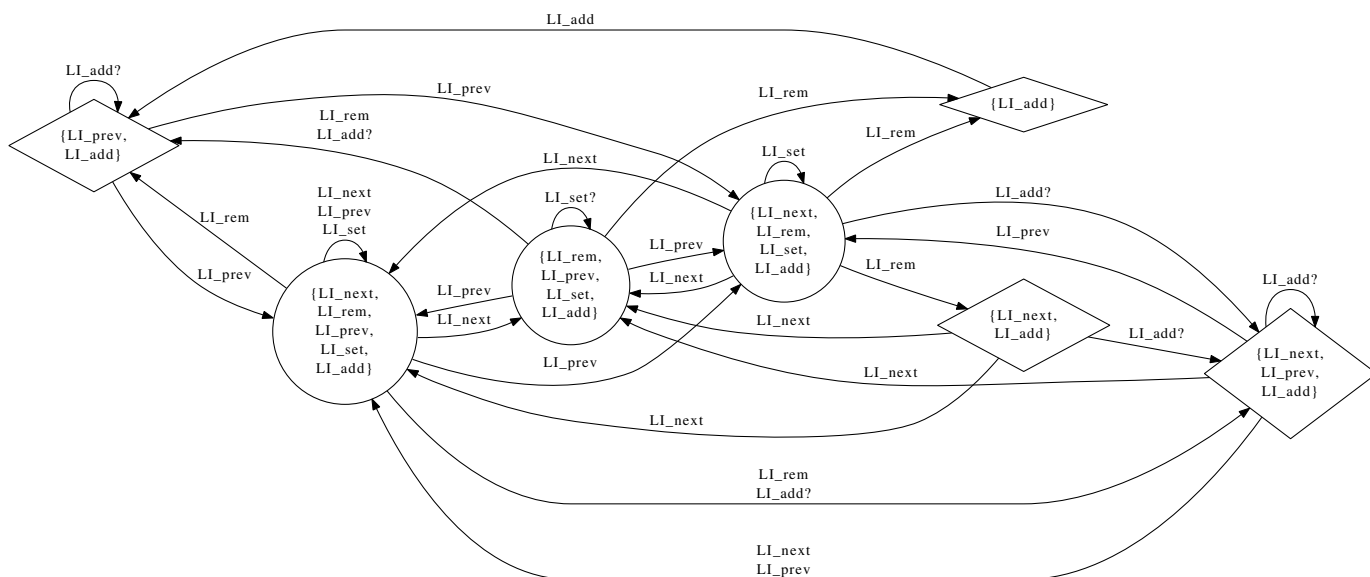 LI_add
LI_add?
{LI_prev,
LI_add}
LI_prev
LI_rem
LI_add?
LI_rem
{LI_add}
LI_rem
LI_next
LI_set
{LI_next,
LI_rem,
LI_set,
LI_add}
LI_add?
LI_prev
LI_rem
LI_rem
LI_prev
LI_next
LI_prev
LI_set
{LI_next,
LI_rem,
LI_prev,
LI_set,
LI_add}
LI_set?
{LI_rem,
LI_prev,
LI_set,
LI_add}
LI_prev
LI_next
LI_prev
LI_next
LI_prev
LI_next
{LI_next,
LI_add}
LI_add?
LI_next
LI_add?
{LI_next,
LI_prev,
LI_add}
LI_next
LI_rem
LI_add?
LI_next
LI_prev